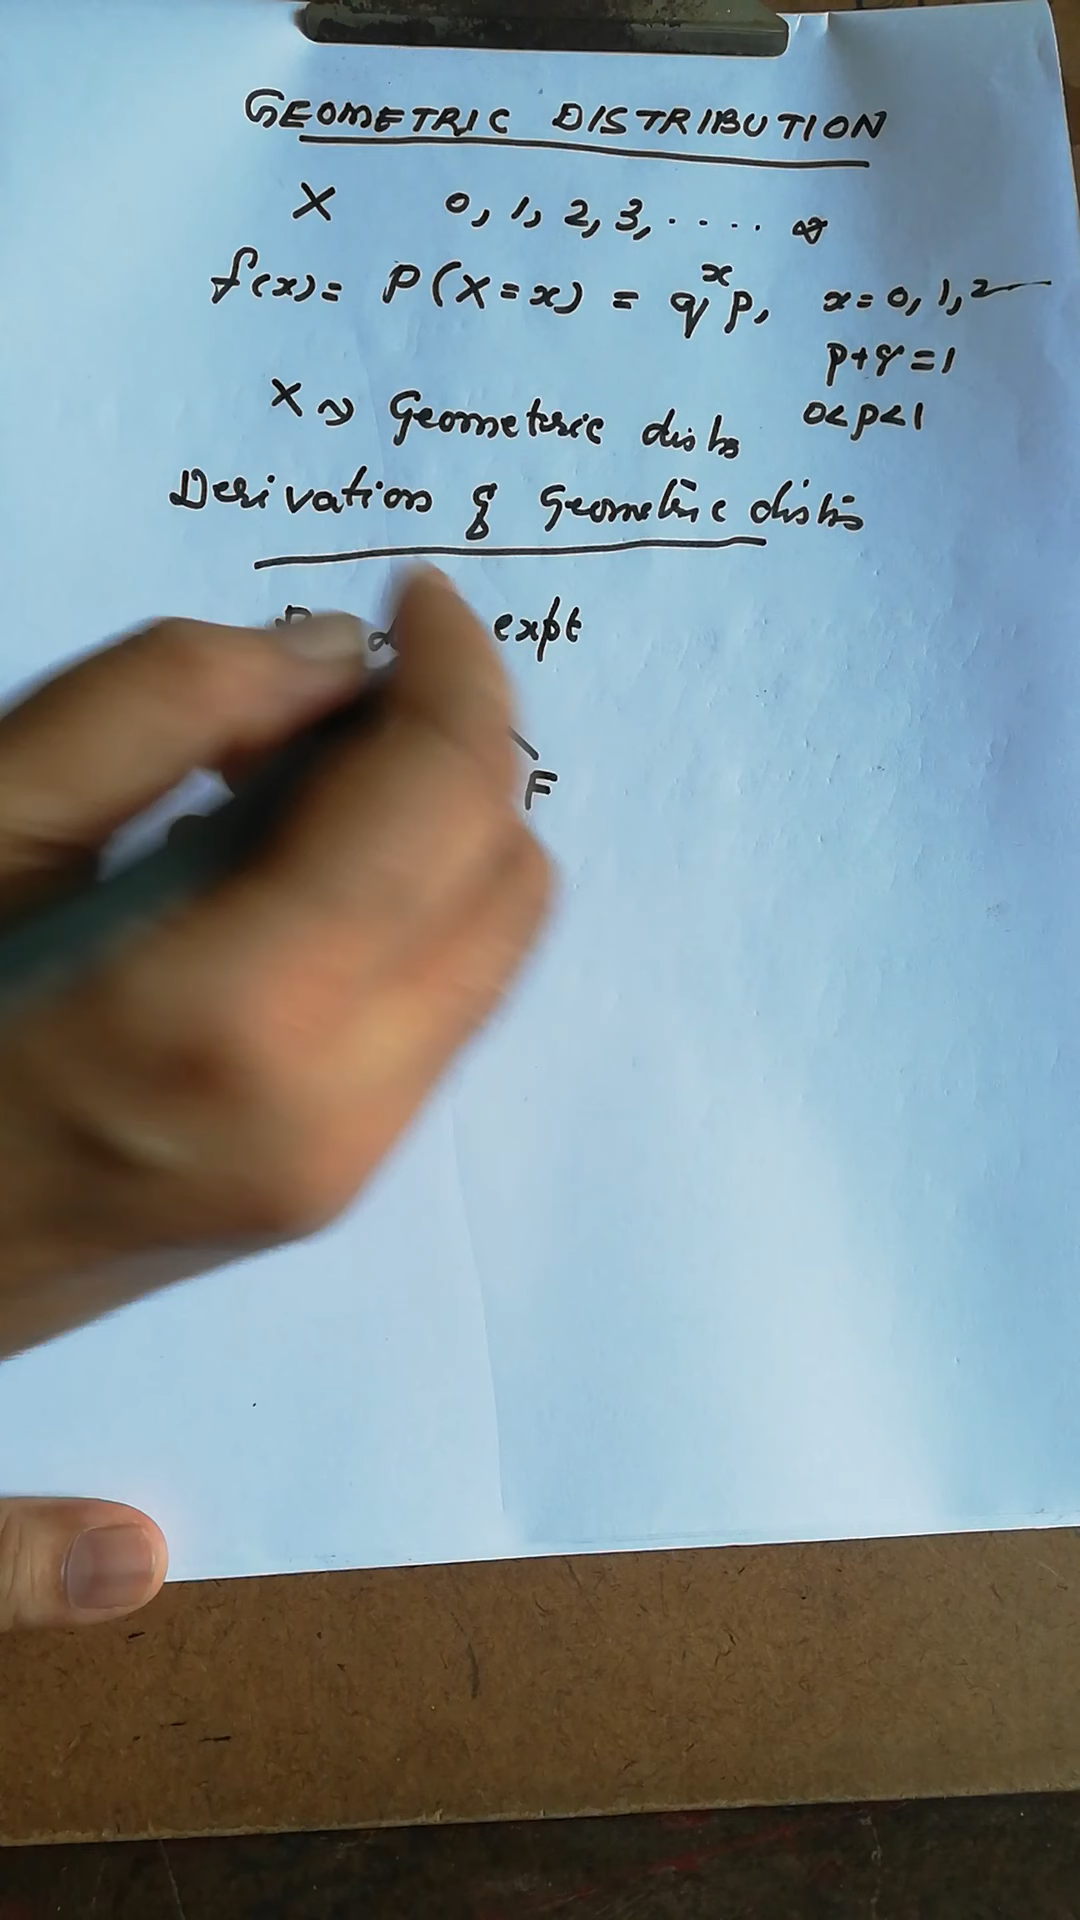 GEOMETRIC DISTRIBUTION
X 0, 1, 2, 3, ..... ∞
f(x) = P(X=x) = q^x p, x = 0, 1, 2—
p+q=1
X ~ Geometric distn 0<p<1
Derivation of Geometric distn
expt
F